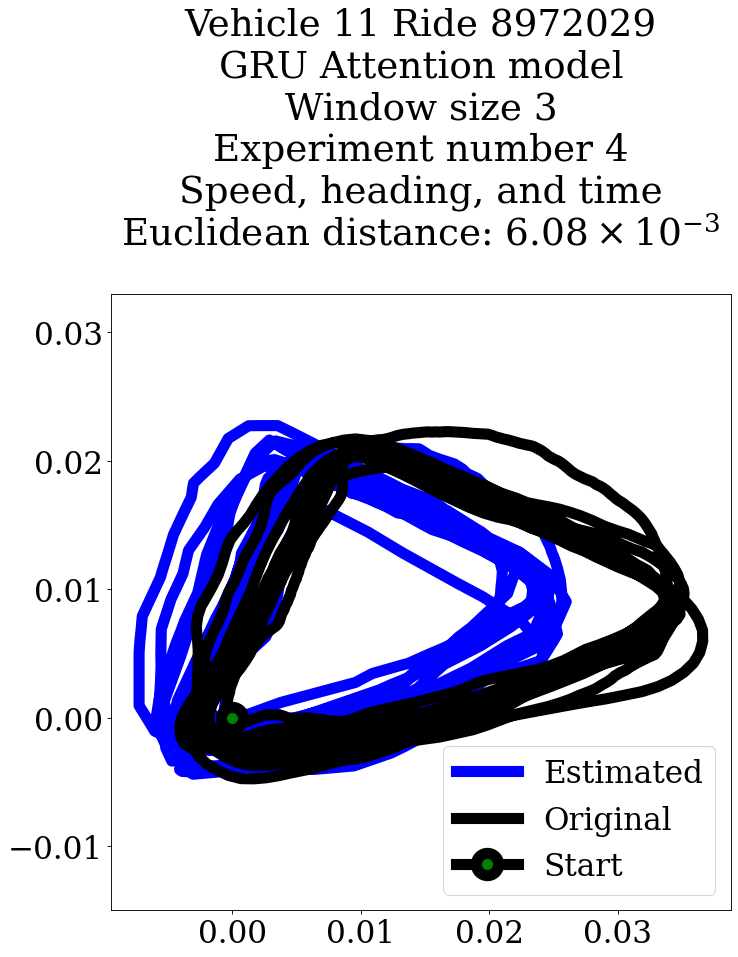 Vehicle 11 Ride 8972029
GRU Attention model
Window size 3
Experiment number 4
Speed, heading, and time
Euclidean distance: 6.08 × 10⁻³
0.03
0.02
0.01
0.00
−0.01
Estimated
Original
Start
0.00 0.01 0.02 0.03